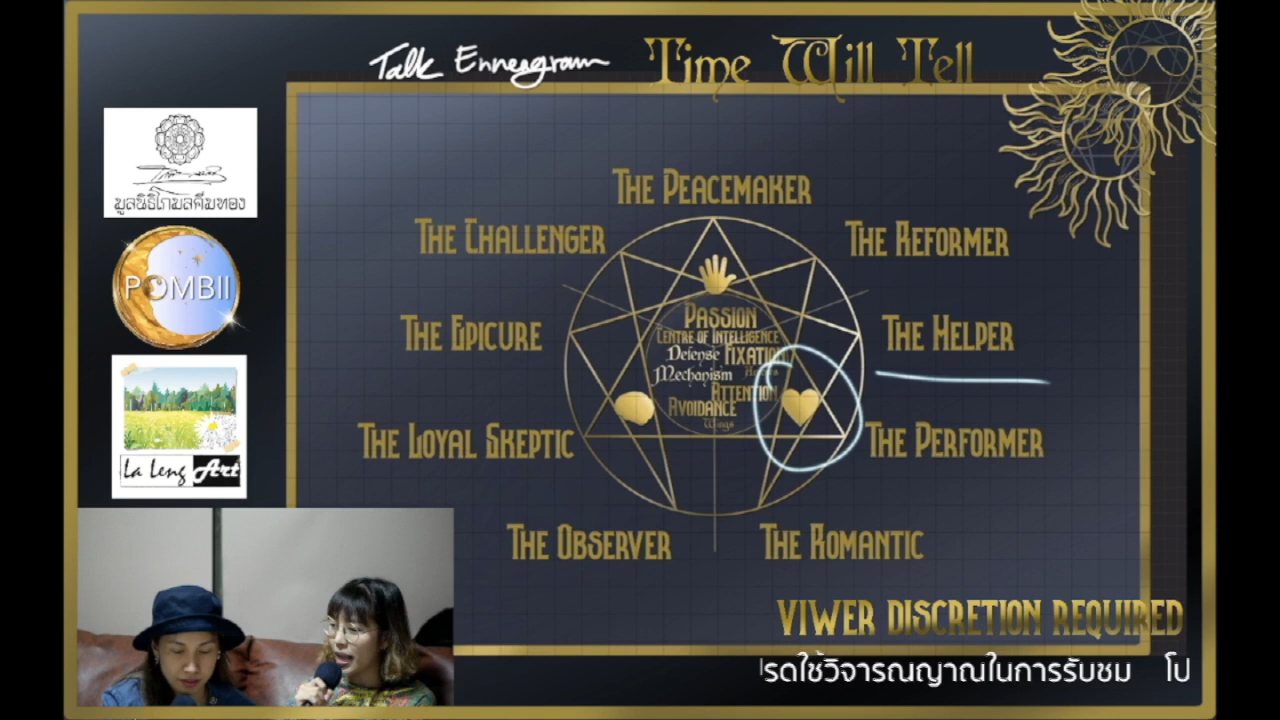 Talk Enneagram Time Will Tell
มูลนิธิโกมลคีมทอง
POMBII
La Leng Art
THE PEACEMAKER
THE CHALLENGER
THE REFORMER
THE EPICURE
THE HELPER
THE LOYAL SKEPTIC
THE PERFORMER
THE OBSERVER
THE ROMANTIC
PASSION
CENTRE OF INTELLIGENCE
Defense FIXATION
Mechanism
ATTENTION
AVOIDANCE
Wings
VIWER DISCRETION REQUIRED
รดใช้วิจารณญาณในการรับชม โป